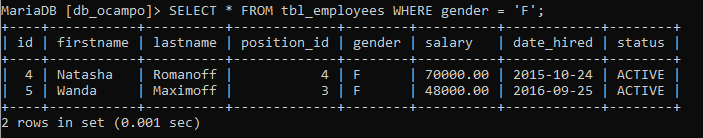 MariaDB [db_ocampo]> SELECT * FROM tbl_employees WHERE gender = 'F';
+----+-----------+----------+-------------+--------+----------+------------+--------+
| id | firstname | lastname | position_id | gender | salary   | date_hired | status |
+----+-----------+----------+-------------+--------+----------+------------+--------+
|  4 | Natasha   | Romanoff |           4 | F      | 70000.00 | 2015-10-24 | ACTIVE |
|  5 | Wanda     | Maximoff |           3 | F      | 48000.00 | 2016-09-25 | ACTIVE |
+----+-----------+----------+-------------+--------+----------+------------+--------+
2 rows in set (0.001 sec)